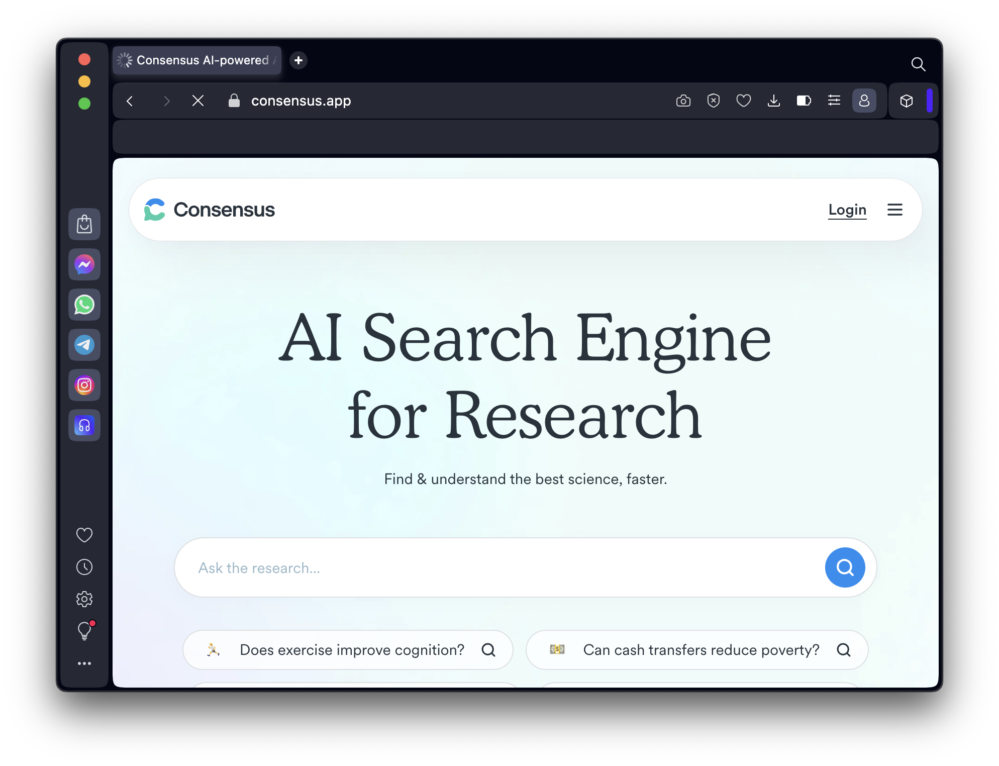 Consensus AI-powered
consensus.app
Consensus
Login
AI Search Engine
for Research
Find & understand the best science, faster.
Ask the research...
Does exercise improve cognition?
Can cash transfers reduce poverty?